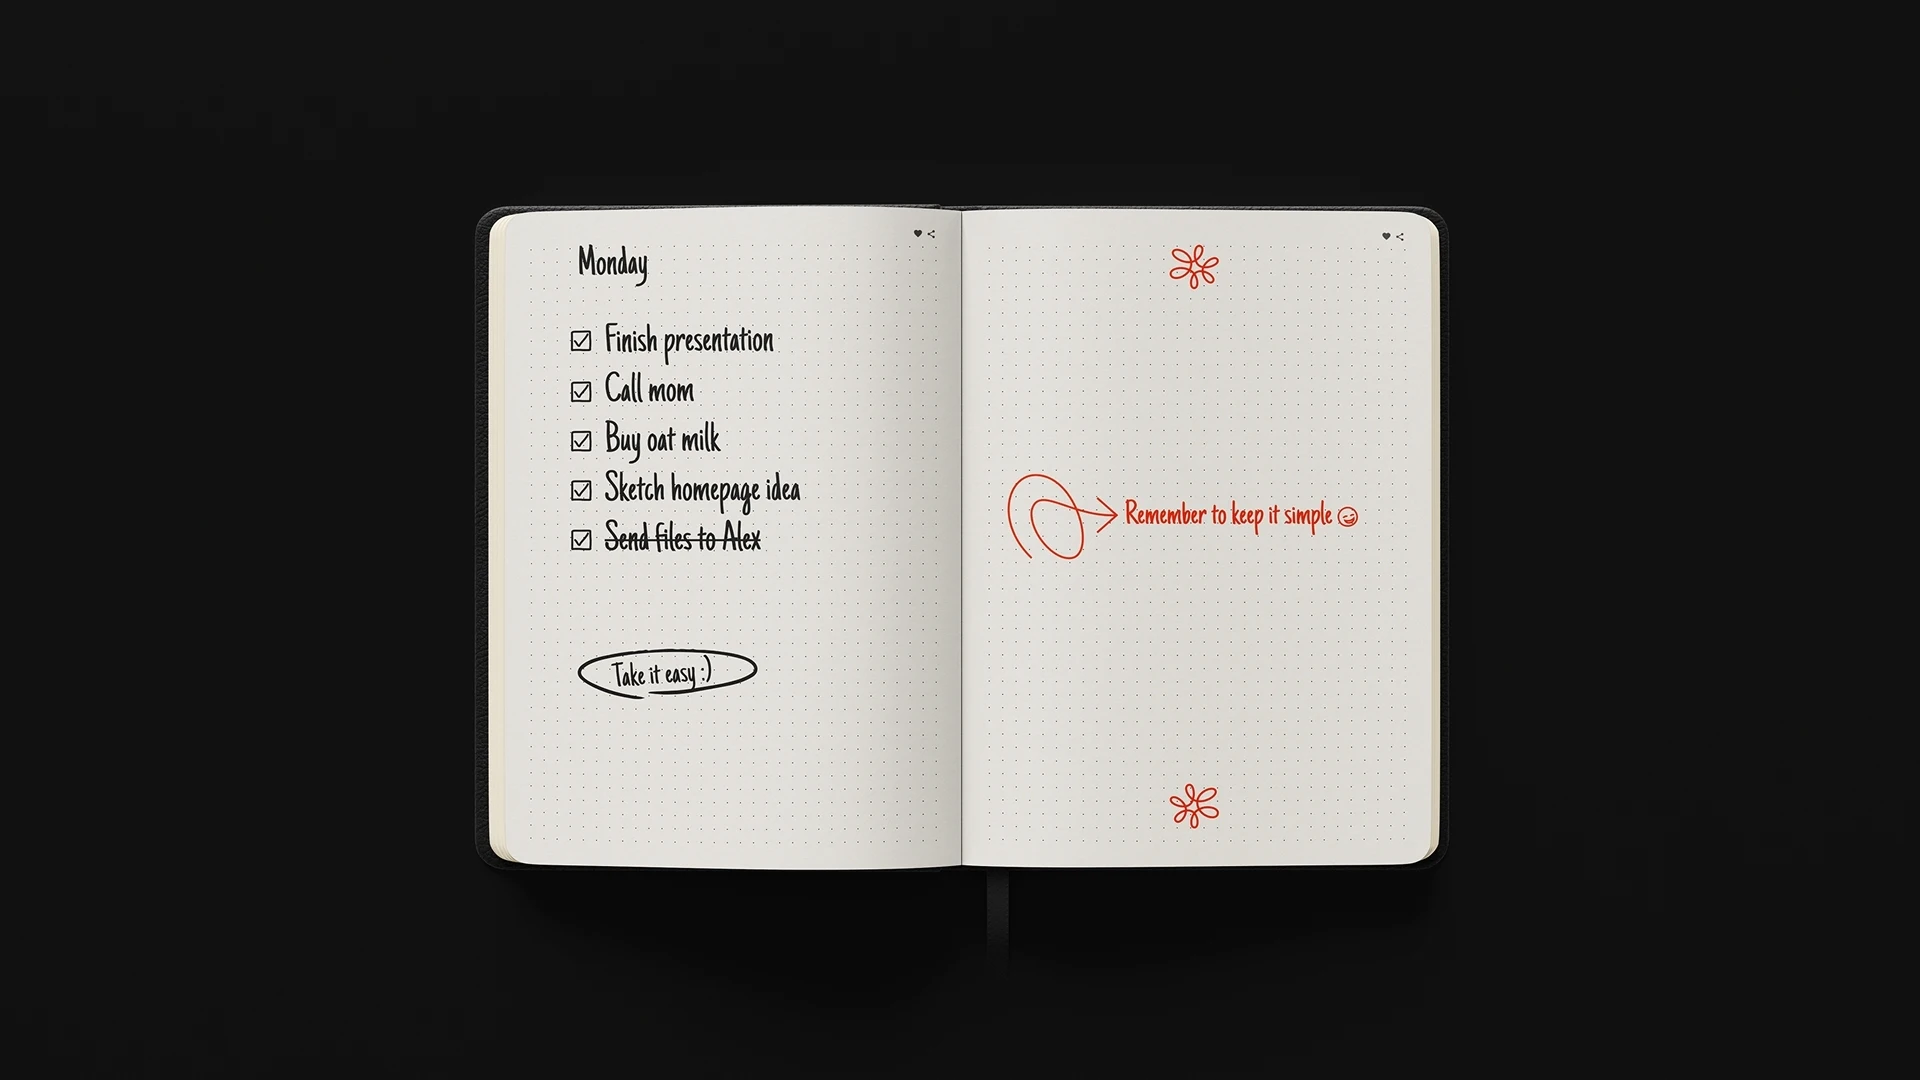 Monday
☑ Finish presentation
☑ Call mom
☑ Buy oat milk
☑ Sketch homepage idea
☑ Send files to Alex
Take it easy :)
Remember to keep it simple 😄